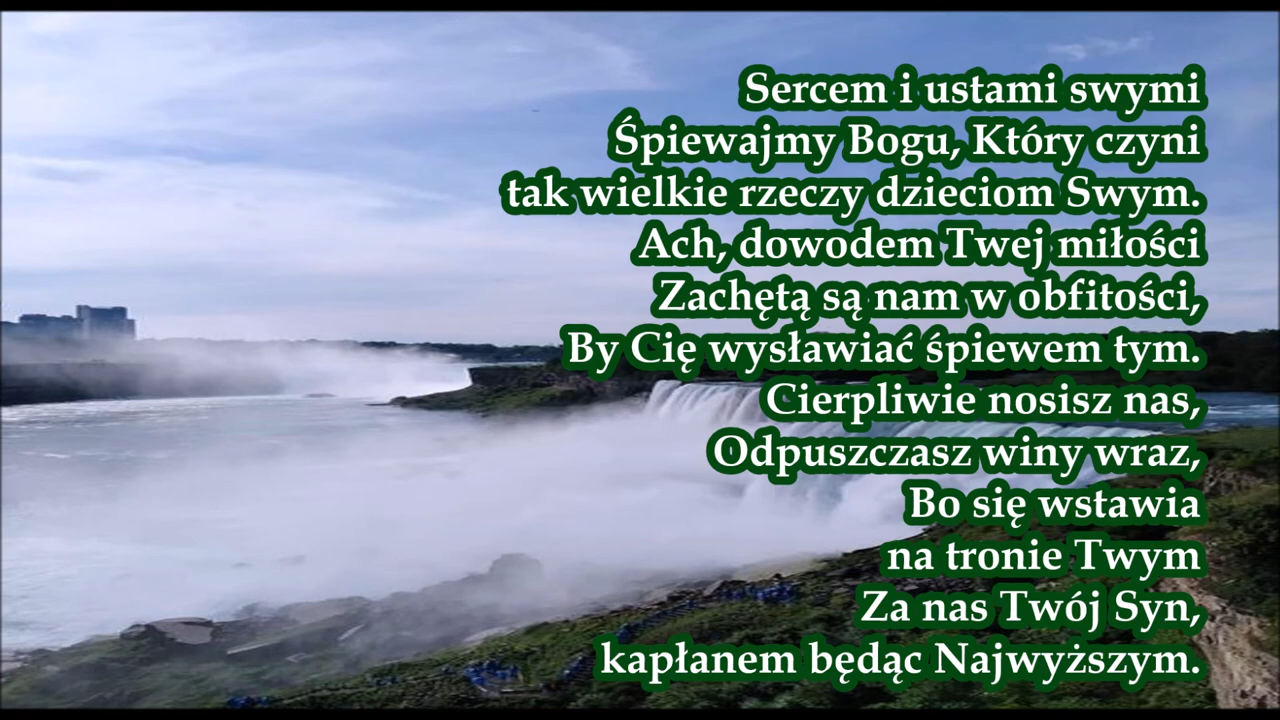 Sercem i ustami swymi
Śpiewajmy Bogu, Który czyni
tak wielkie rzeczy dzieciom Swym.
Ach, dowodem Twej miłości
Zachętą są nam w obfitości,
By Cię wysławiać śpiewem tym.
Cierpliwie nosisz nas,
Odpuszczasz winy wraz,
Bo się wstawia
na tronie Twym
Za nas Twój Syn,
kapłanem będąc Najwyższym.